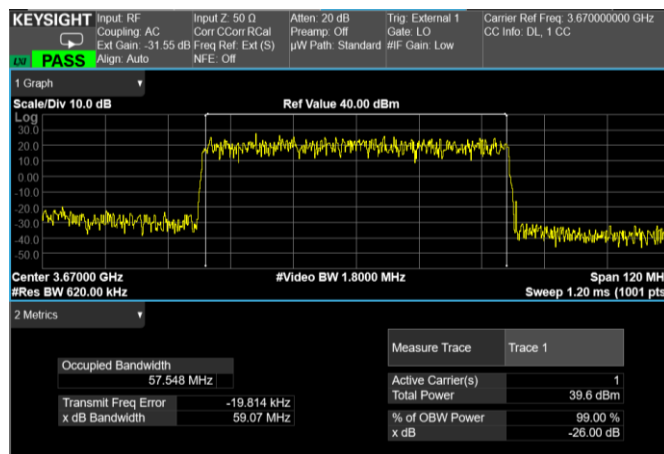 KEYSIGHT
LXI PASS
Input: RF
Coupling: AC
Ext Gain: -31.55 dB
Align: Auto
Input Z: 50 Ω
Corr CCorr RCal
Freq Ref: Ext (S)
NFE: Off
Atten: 20 dB
Preamp: Off
µW Path: Standard
Trig: External 1
Gate: LO
#IF Gain: Low
Carrier Ref Freq: 3.670000000 GHz
CC Info: DL, 1 CC
1 Graph
Scale/Div 10.0 dB
Ref Value 40.00 dBm
Log
30.0
20.0
10.0
0.00
-10.0
-20.0
-30.0
-40.0
-50.0
Center 3.67000 GHz
#Video BW 1.8000 MHz
Span 120 MH
#Res BW 620.00 kHz
Sweep 1.20 ms (1001 pts
2 Metrics
Measure Trace Trace 1
Occupied Bandwidth
57.548 MHz
Active Carrier(s) 1
Total Power 39.6 dBm
Transmit Freq Error -19.814 kHz
x dB Bandwidth 59.07 MHz
% of OBW Power 99.00 %
x dB -26.00 dB